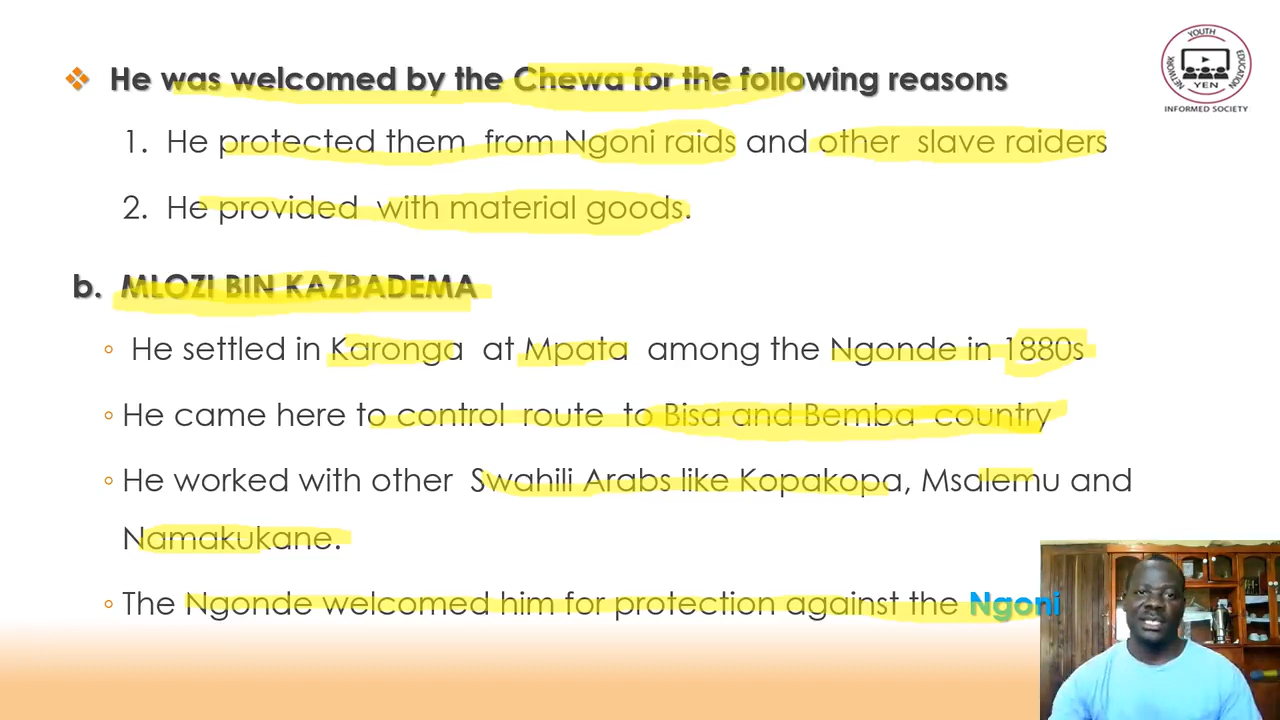 ❖ He was welcomed by the Chewa for the following reasons
1. He protected them from Ngoni raids and other slave raiders
2. He provided with material goods.
b. MLOZI BIN KAZBADEMA
◦ He settled in Karonga at Mpata among the Ngonde in 1880s
◦ He came here to control route to Bisa and Bemba country
◦ He worked with other Swahili Arabs like Kopakopa, Msalemu and
Namakukane.
◦ The Ngonde welcomed him for protection against the Ngoni
YOUTH
EDUCATION
NETWORK
YEN
INFORMED SOCIETY